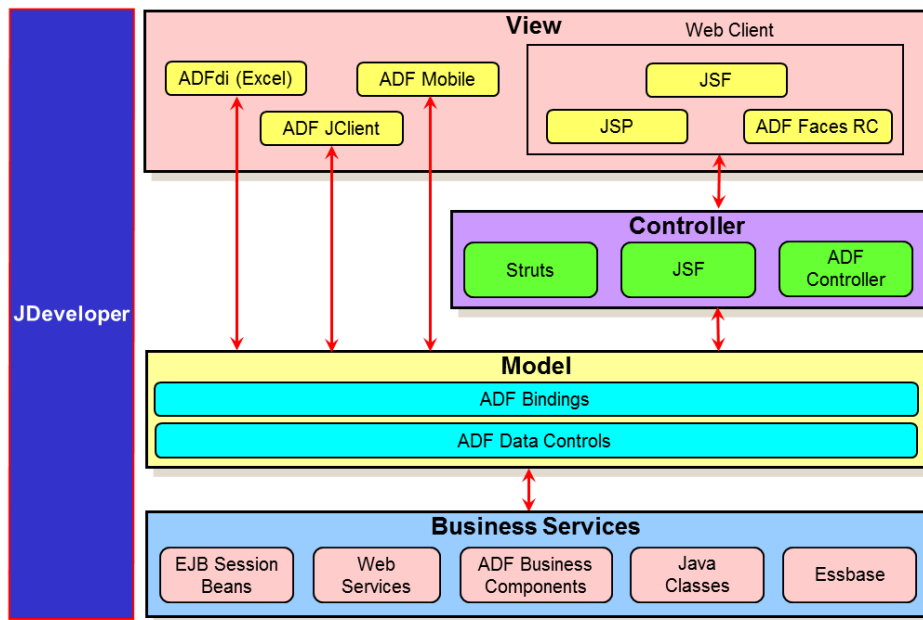 JDeveloper
View
Web Client
ADFdi (Excel)
ADF Mobile
JSF
ADF JClient
JSP
ADF Faces RC
Controller
Struts
JSF
ADF
Controller
Model
ADF Bindings
ADF Data Controls
Business Services
EJB Session
Beans
Web
Services
ADF Business
Components
Java
Classes
Essbase